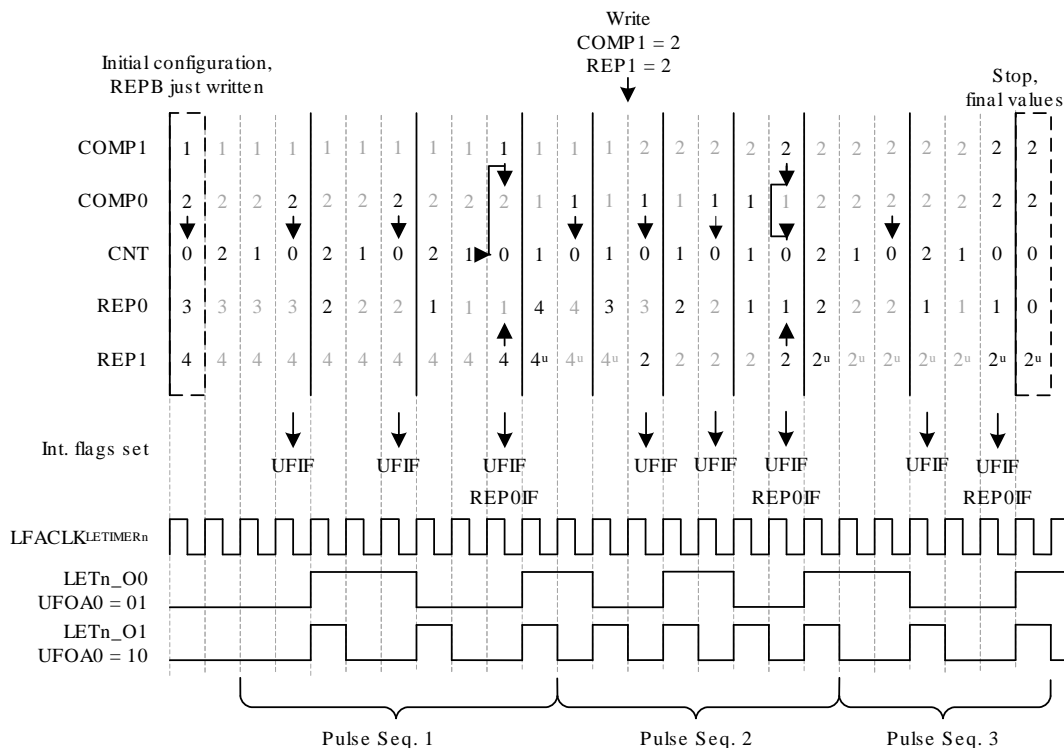 Write
COMP1 = 2
REP1 = 2
Initial configuration,
REPB just written
Stop,
final values
COMP1 1 1 1 1 1 1 1 1 1 1 1 1 1 2 2 2 2 2 2 2 2 2 2 2 2
COMP0 2 2 2 2 2 2 2 2 2 2 1 1 1 1 1 1 1 1 2 2 2 2 2 2 2
CNT 0 2 1 0 2 1 0 2 1 0 1 0 1 0 1 0 1 0 2 1 0 2 1 0 0
REP0 3 3 3 3 2 2 2 1 1 1 4 4 3 3 2 2 1 1 2 2 2 1 1 1 0
REP1 4 4 4 4 4 4 4 4 4 4 4u 4u 4u 2 2 2 2 2 2u 2u 2u 2u 2u 2u 2u
Int. flags set
UFIF UFIF UFIF UFIF UFIF UFIF UFIF UFIF
REP0IF REP0IF REP0IF
LFACLKLETIMERn
LETn_O0
UFOA0 = 01
LETn_O1
UFOA0 = 10
Pulse Seq. 1 Pulse Seq. 2 Pulse Seq. 3